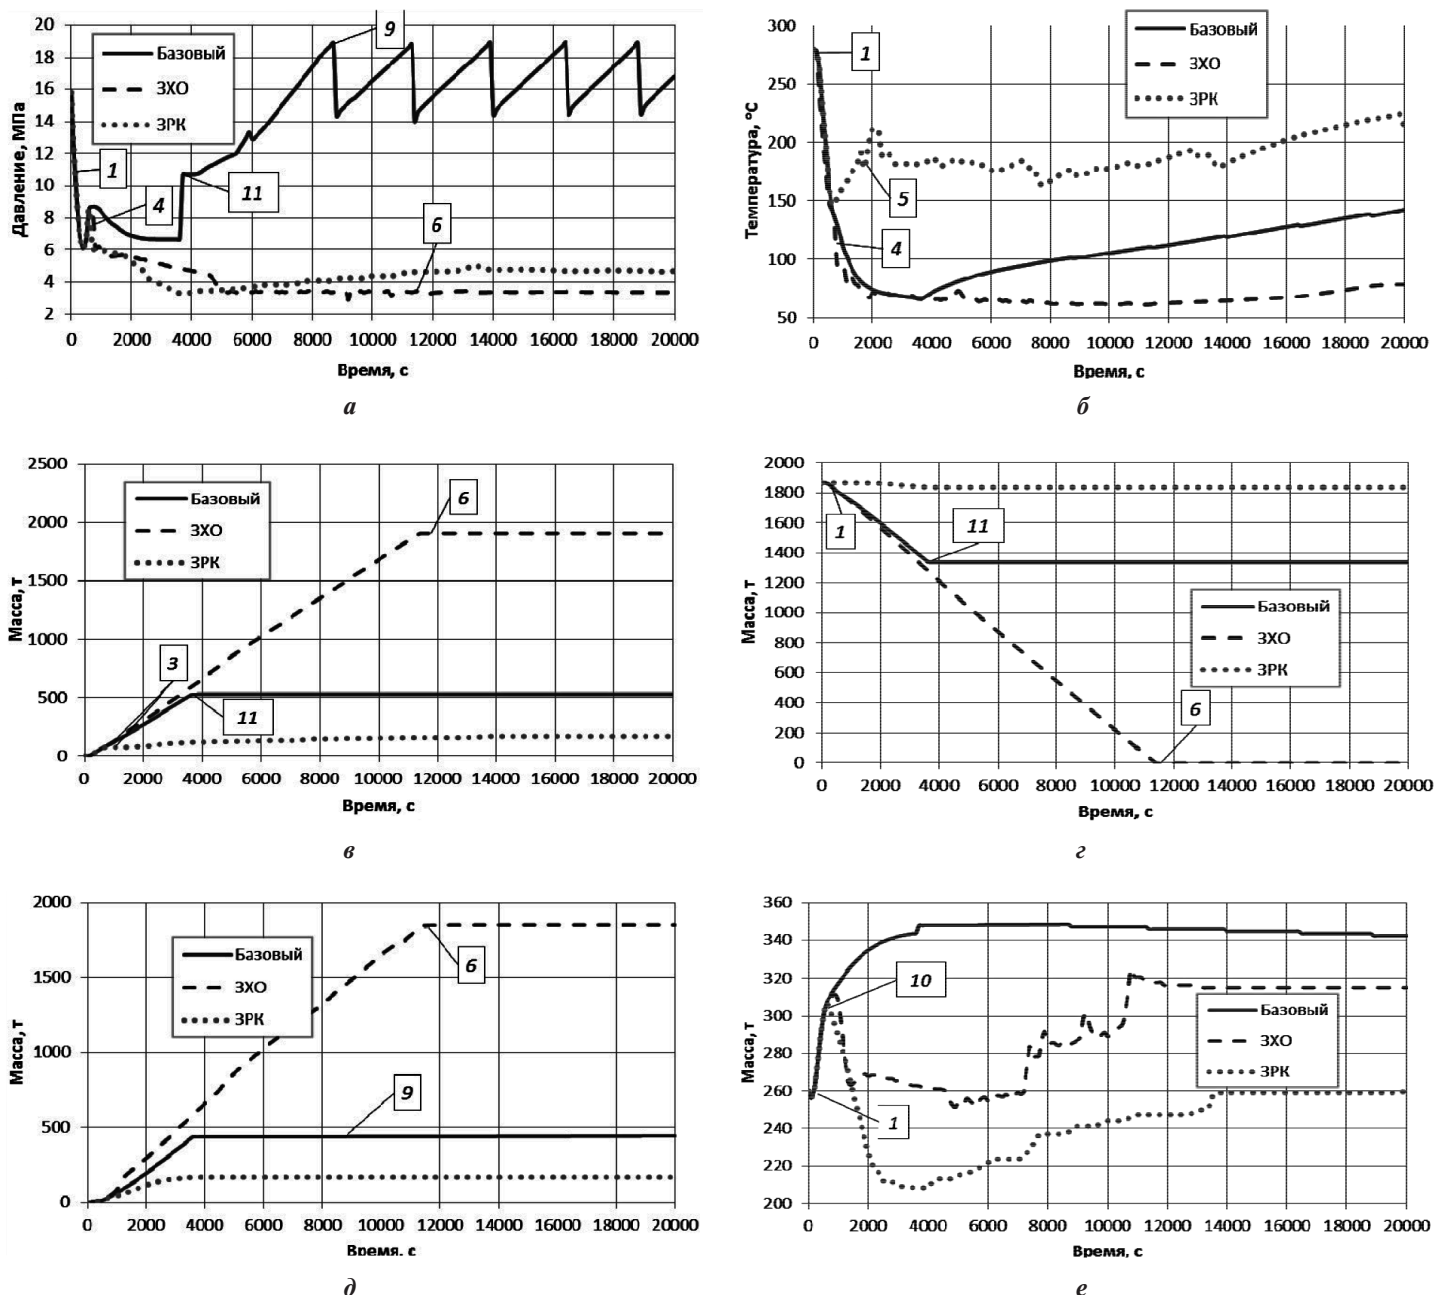 Давление, МПа
20
18
16
14
12
10
8
6
4
2
Базовый
ЗХО
ЗРК
1
4
9
11
6
0 2000 4000 6000 8000 10000 12000 14000 16000 18000 20000
Время, с
а
Температура, °С
300
250
200
150
100
50
1
5
4
Базовый
ЗХО
ЗРК
0 2000 4000 6000 8000 10000 12000 14000 16000 18000 20000
Время, с
б
Масса, т
2500
2000
1500
1000
500
0
Базовый
ЗХО
ЗРК
6
3
11
0 2000 4000 6000 8000 10000 12000 14000 16000 18000 20000
Время, с
в
Масса, т
2000
1800
1600
1400
1200
1000
800
600
400
200
0
1
11
Базовый
ЗХО
ЗРК
6
0 2000 4000 6000 8000 10000 12000 14000 16000 18000 20000
Время, с
г
Масса, т
2000
1500
1000
500
0
Базовый
ЗХО
ЗРК
6
9
0 2000 4000 6000 8000 10000 12000 14000 16000 18000 20000
Время, с
д
Масса, т
360
340
320
300
280
260
240
220
200
10
Базовый
ЗХО
ЗРК
1
0 2000 4000 6000 8000 10000 12000 14000 16000 18000 20000
Время, с
е